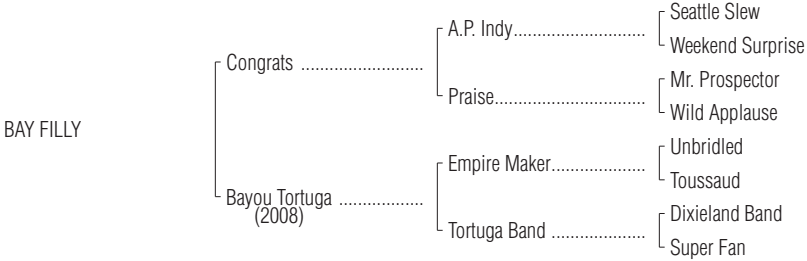 Seattle Slew
A.P. Indy..............................
Weekend Surprise
Congrats ...........................
Mr. Prospector
Praise..................................
Wild Applause
BAY FILLY
Unbridled
Empire Maker.....................
Toussaud
Bayou Tortuga ...................
(2008)
Dixieland Band
Tortuga Band .....................
Super Fan